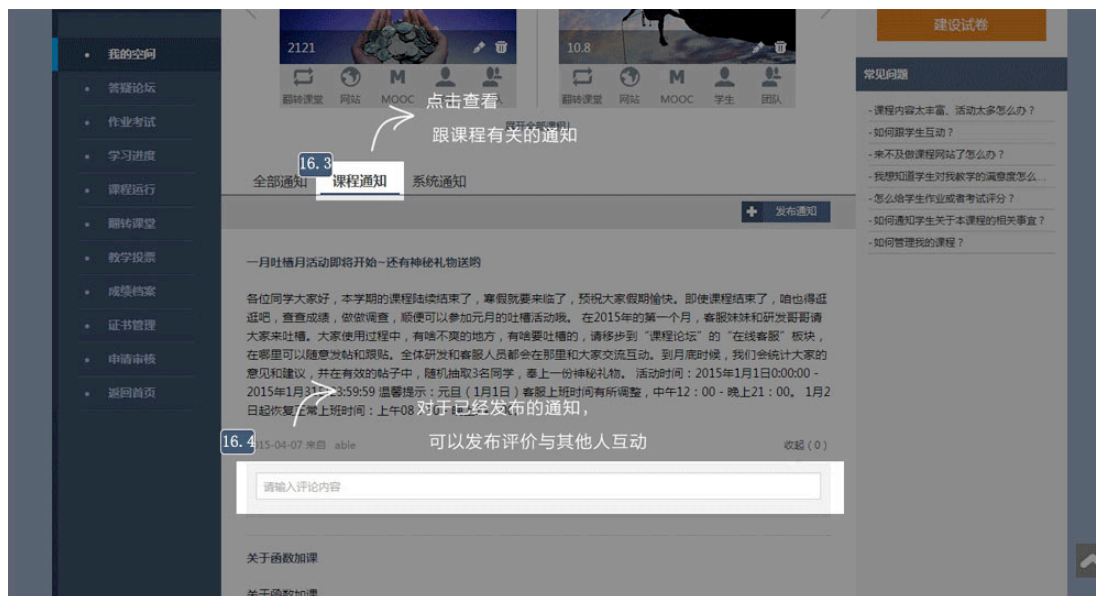 建设试卷
我的空间
答疑论坛
作业考试
学习进度
课程运行
翻转课堂
教学投票
成绩档案
证书管理
申请审核
返回首页
2121
10.8
翻转课堂 网站 MOOC
翻转课堂 网站 MOOC 学生 团队
点击查看
跟课程有关的通知
16.3
全部通知 课程通知 系统通知
发布通知
一月吐槽月活动即将开始~还有神秘礼物送哟
各位同学大家好，本学期的课程陆续结束了，寒假就要来临了，预祝大家假期愉快。即使课程结束了，咱也得逛
逛吧，查查成绩，做做调查，顺便可以参加元月的吐槽活动哦。 在2015年的第一个月，客服妹妹和研发哥哥请
大家来吐槽。大家使用过程中，有啥不爽的地方，有啥要吐槽的，请移步到“课程论坛”的“在线客服”板块，
在哪里可以随意发帖和跟贴。全体研发和客服人员都会在那里和大家交流互动。到月底时候，我们会统计大家的
意见和建议，并在有效的帖子中，随机抽取3名同学，奉上一份神秘礼物。 活动时间：2015年1月1日0:00:00 -
2015年1月31日23:59:59 温馨提示：元旦（1月1日）客服上班时间有所调整，中午12：00 - 晚上21：00。 1月2
日起恢复正常上班时间：上午08
对于已经发布的通知，
可以发布评价与其他人互动
16.4
15-04-07 来自 able 收起 ( 0 )
请输入评论内容
关于函数加课
关于函数加课
常见问题
- 课程内容太丰富、活动太多怎么办？
- 如何跟学生互动？
- 来不及做课程网站了怎么办？
- 我想知道学生对我教学的满意度怎么...
- 怎么给学生作业或者考试评分？
- 如何通知学生关于本课程的相关事宜？
- 如何管理我的课程？